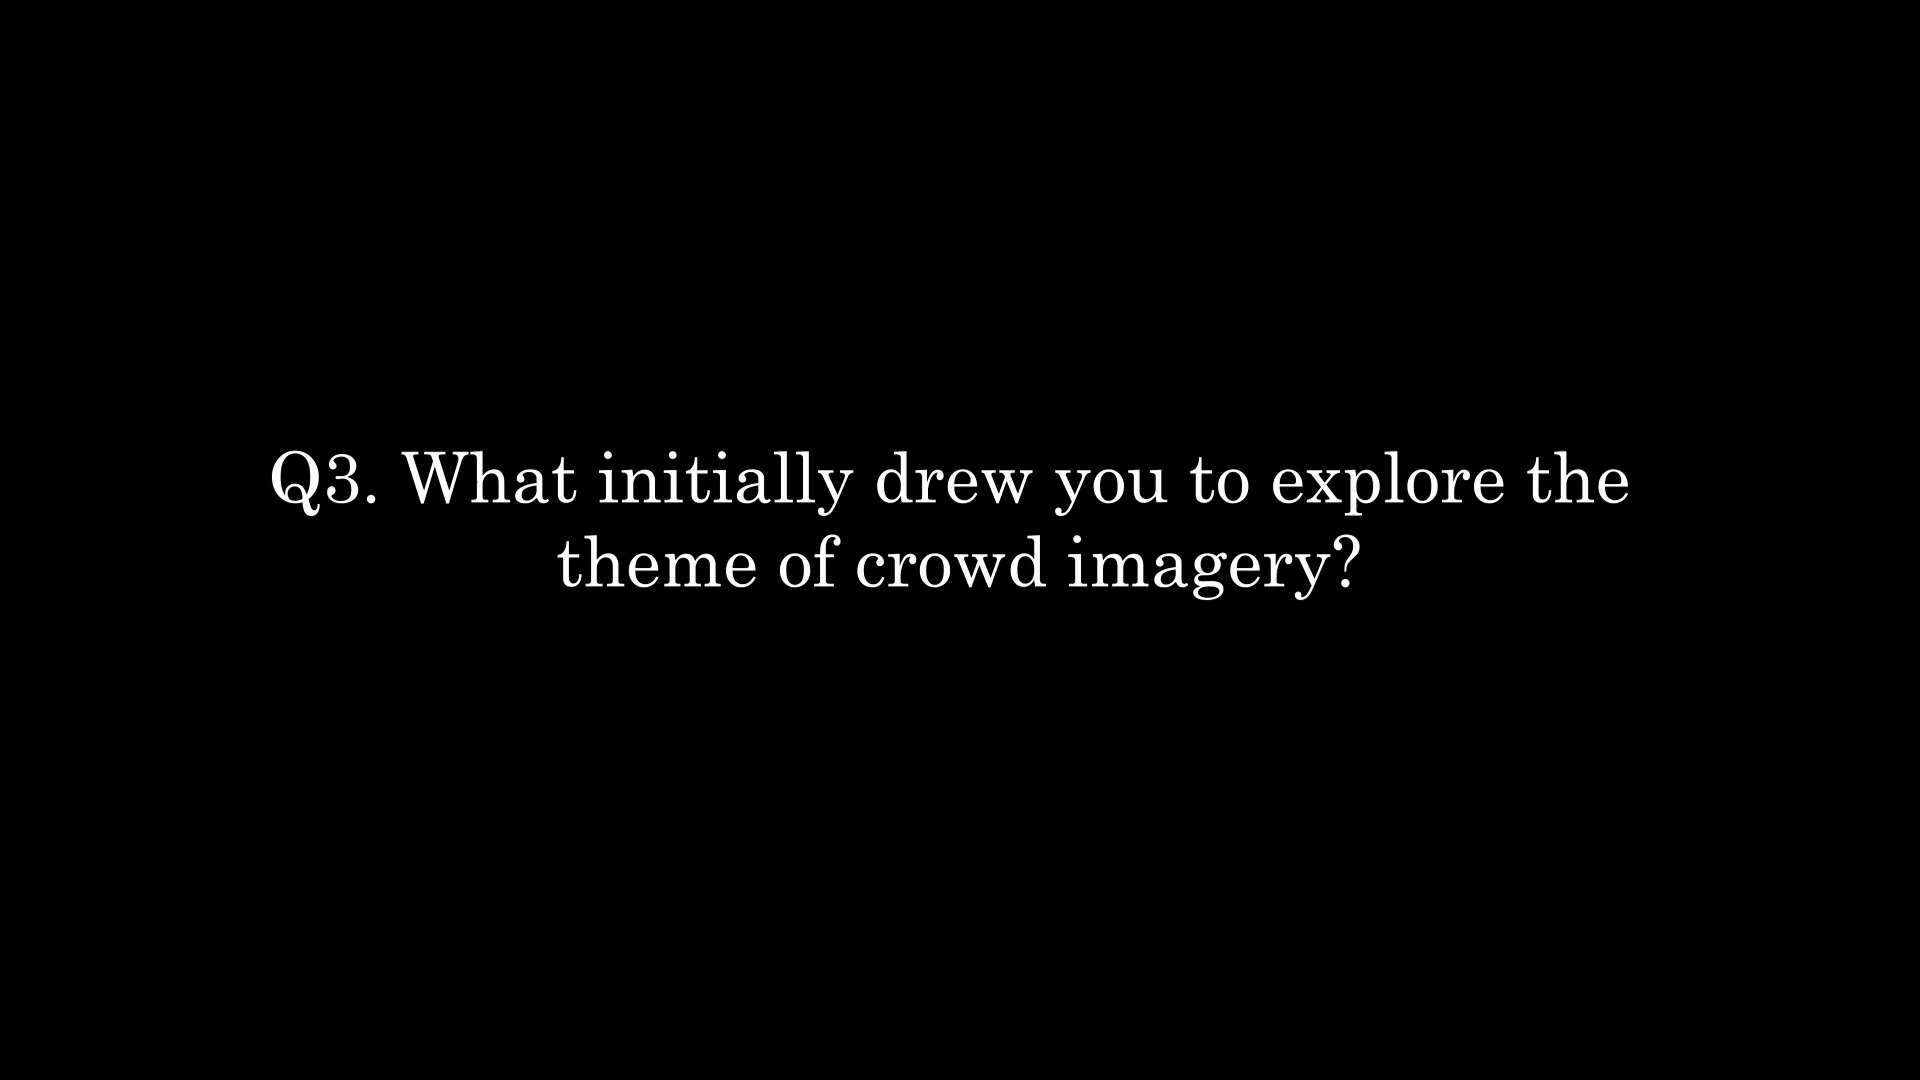 Q3. What initially drew you to explore the
theme of crowd imagery?